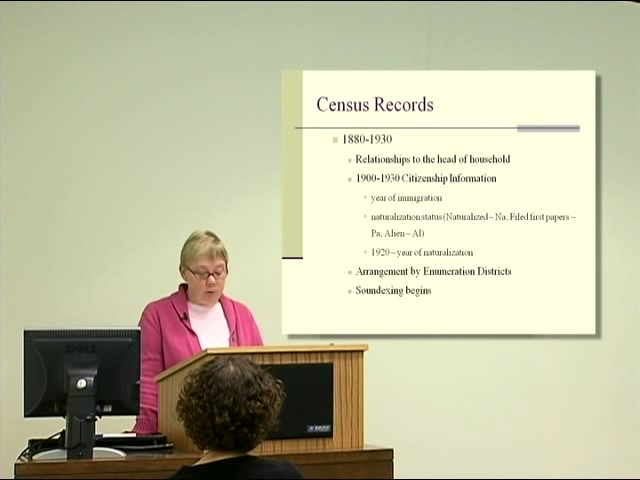 Census Records
1880-1930
Relationships to the head of household
1900-1930 Citizenship Information
year of immigration
naturalization status (Naturalized – Na, Filed first papers –
Pa, Alien – Al)
1920 – year of naturalization
Arrangement by Enumeration Districts
Soundexing begins
DELL